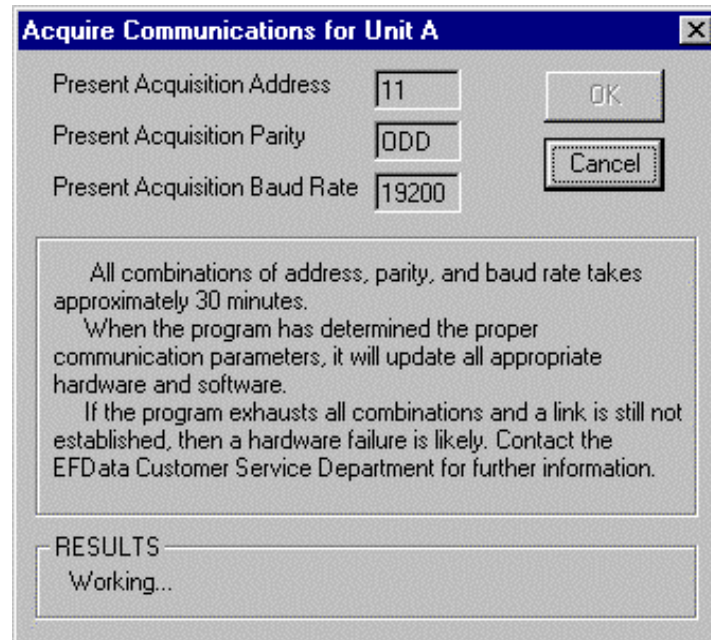 Acquire Communications for Unit A
Present Acquisition Address 11
OK
Present Acquisition Parity ODD
Cancel
Present Acquisition Baud Rate 19200
All combinations of address, parity, and baud rate takes
approximately 30 minutes.
When the program has determined the proper
communication parameters, it will update all appropriate
hardware and software.
If the program exhausts all combinations and a link is still not
established, then a hardware failure is likely. Contact the
EFData Customer Service Department for further information.
RESULTS
Working...